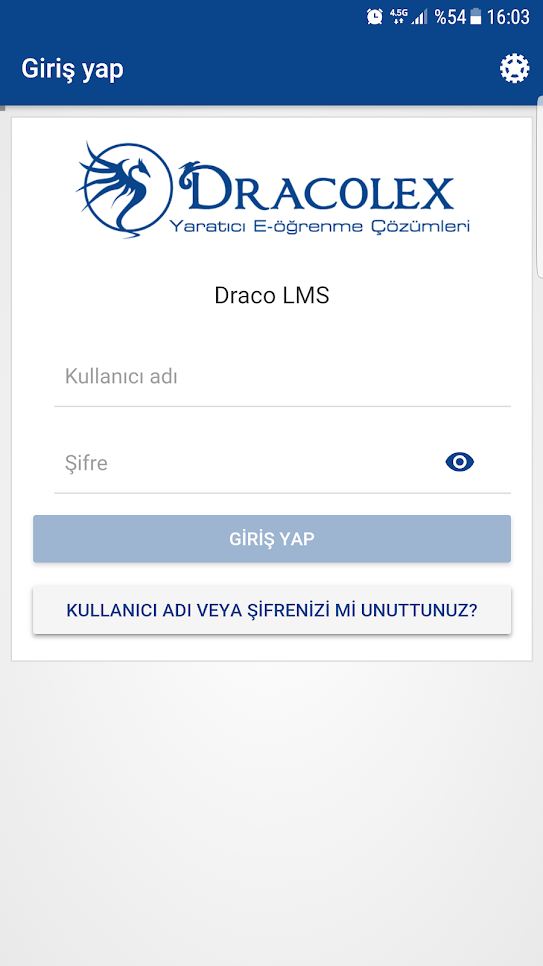 4.5G %54 16:03
Giriş yap
DRACOLEX
Yaratıcı E-öğrenme Çözümleri
Draco LMS
Kullanıcı adı
Şifre
GİRİŞ YAP
KULLANICI ADI VEYA ŞİFRENİZİ Mİ UNUTTUNUZ?